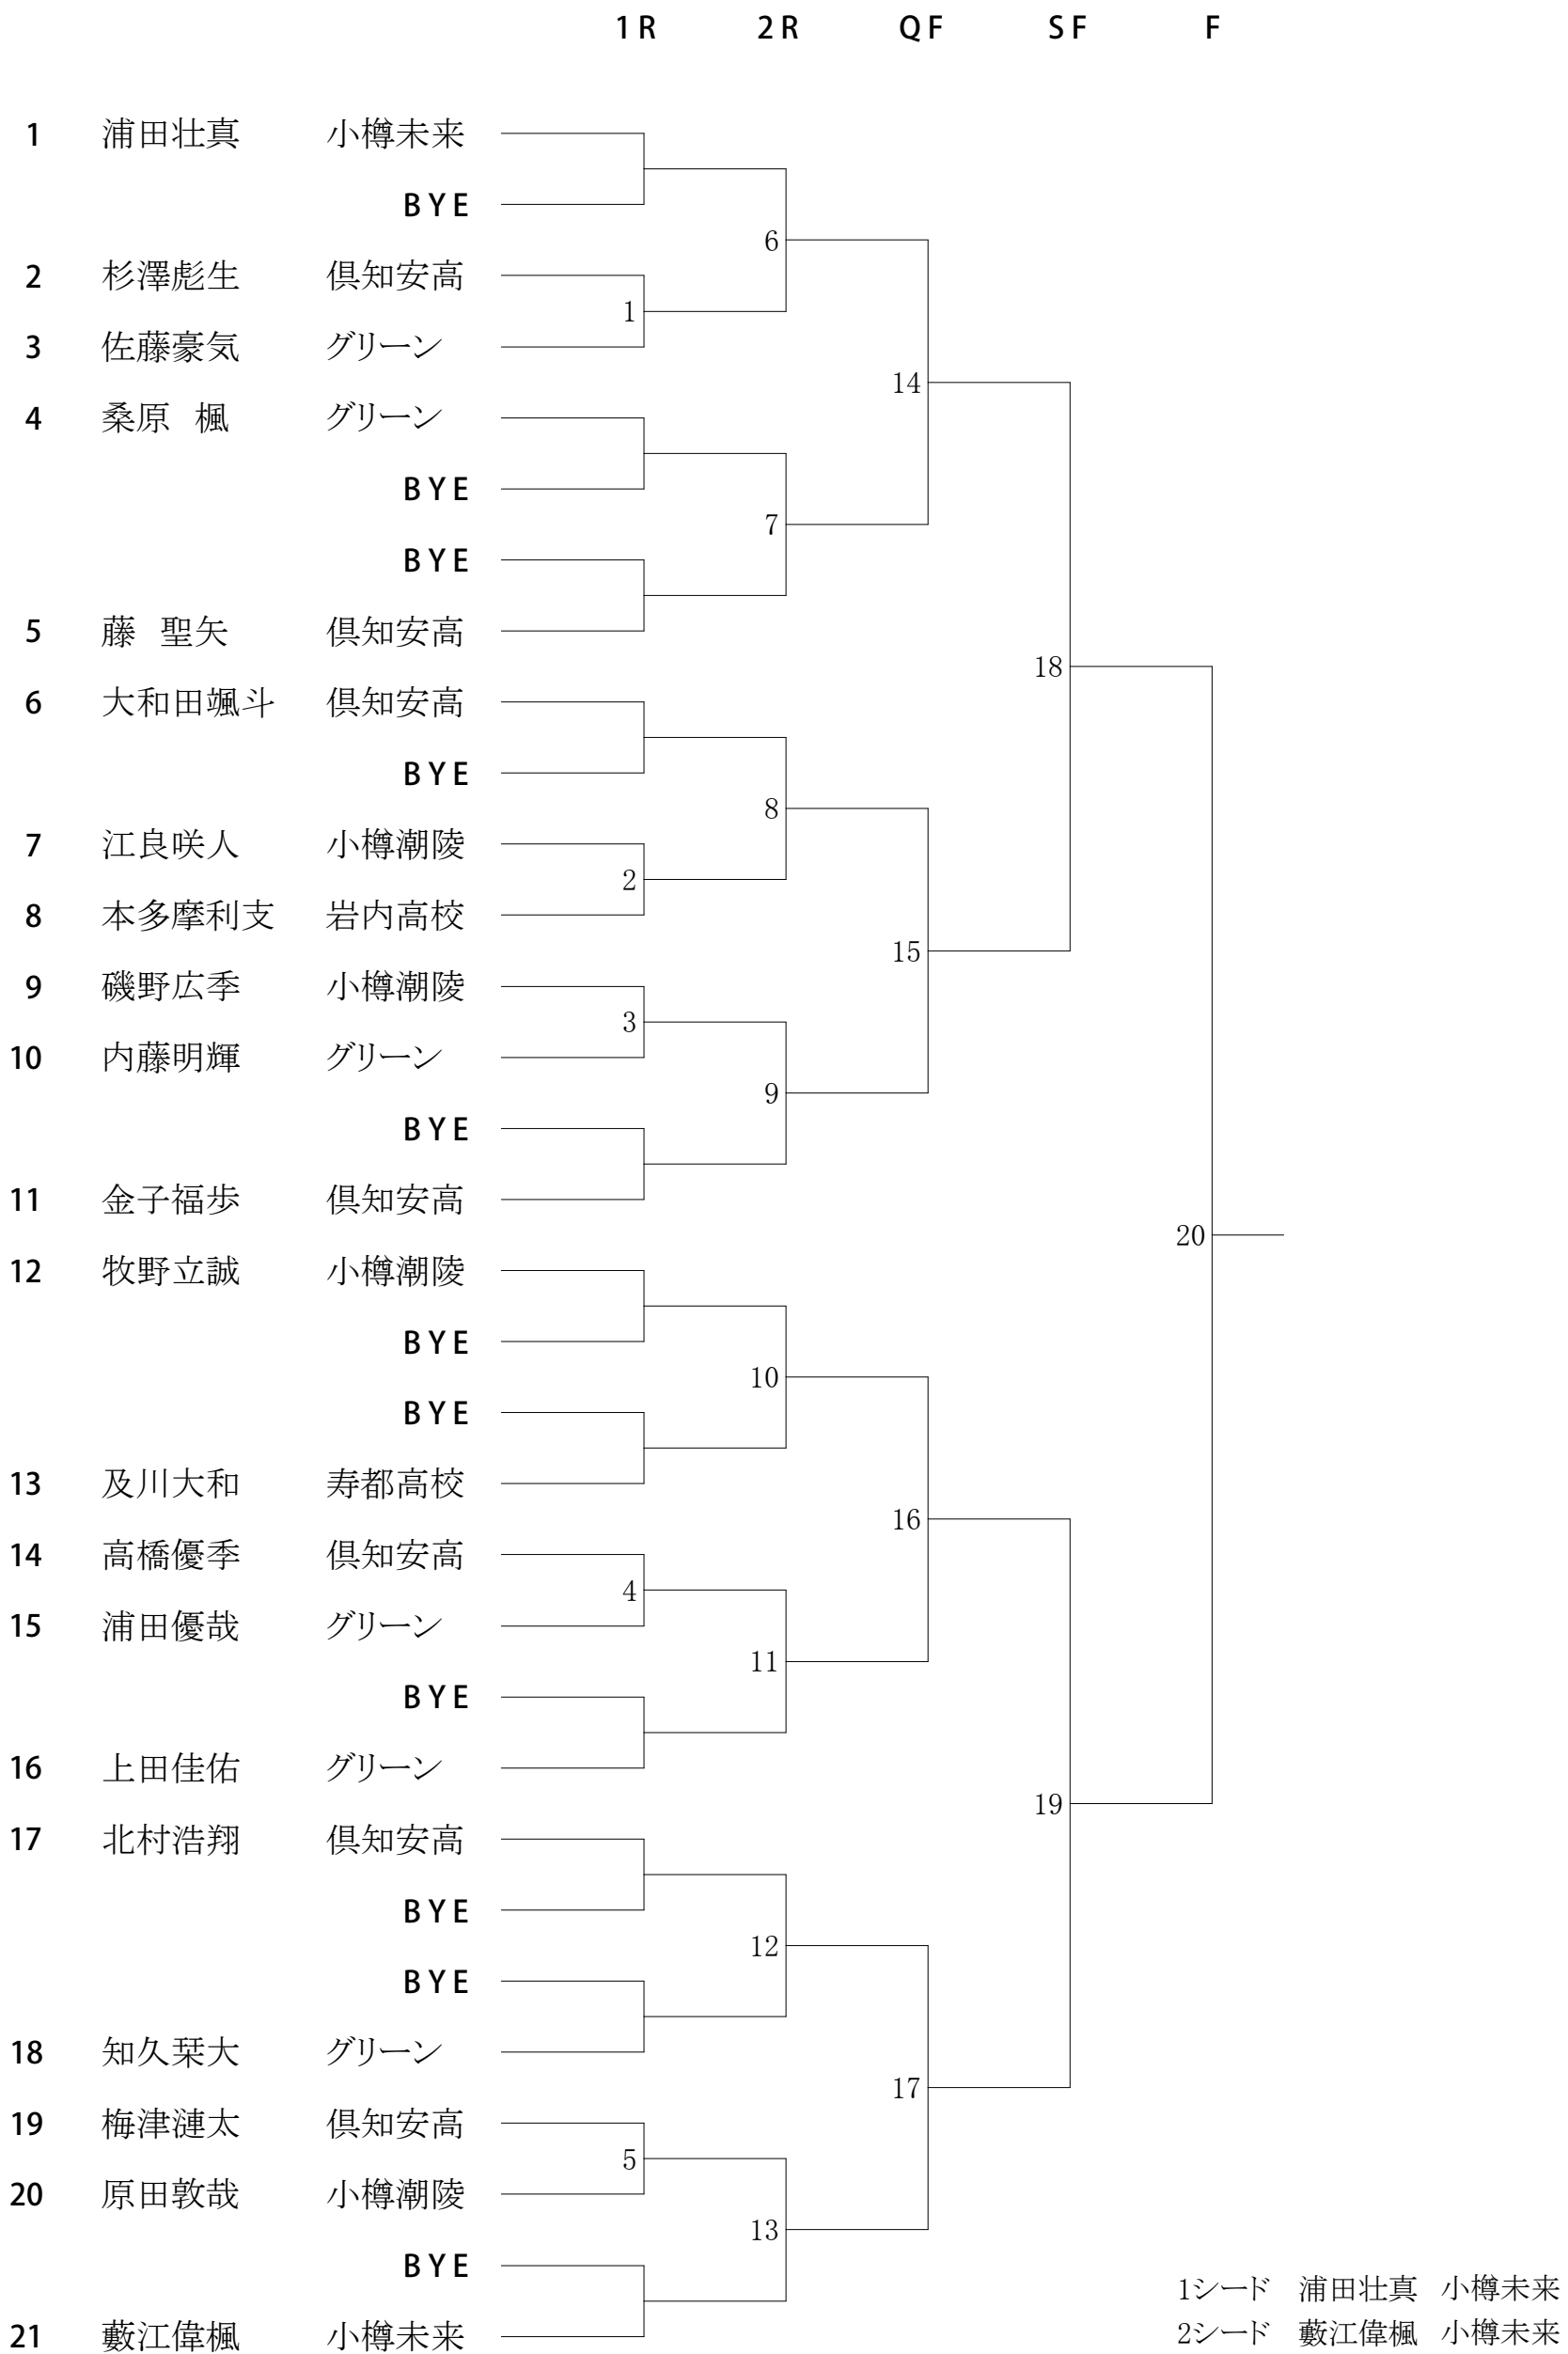 1R 2R QF SF F
1 浦田壮真 小樽未来
BYE
6
2 杉澤彪生 倶知安高
1
3 佐藤豪気 グリーン
14
4 桑原 楓 グリーン
BYE
7
BYE
5 藤 聖矢 倶知安高
18
6 大和田颯斗 倶知安高
BYE
8
7 江良咲人 小樽潮陵
2
8 本多摩利支 岩内高校
15
9 磯野広季 小樽潮陵
3
10 内藤明輝 グリーン
9
BYE
11 金子福歩 倶知安高
20
12 牧野立誠 小樽潮陵
BYE
10
BYE
13 及川大和 寿都高校
16
14 高橋優季 倶知安高
4
15 浦田優哉 グリーン
11
BYE
16 上田佳佑 グリーン
19
17 北村浩翔 倶知安高
BYE
12
BYE
18 知久栞大 グリーン
17
19 梅津漣太 倶知安高
5
20 原田敦哉 小樽潮陵
13
BYE
1シード 浦田壮真 小樽未来
21 藪江偉楓 小樽未来
2シード 藪江偉楓 小樽未来